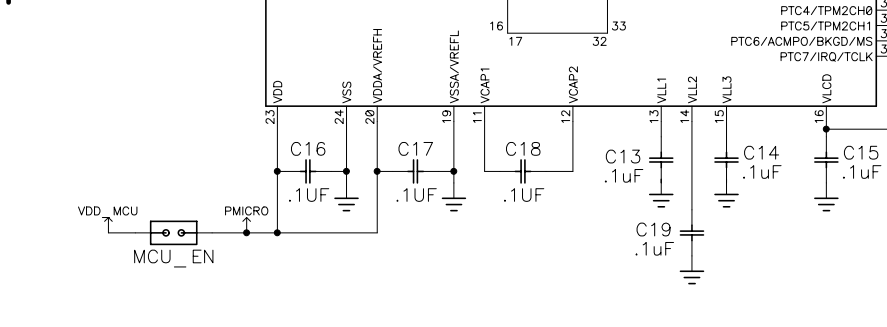 PTC4/TPM2CH0
PTC5/TPM2CH1
PTC6/ACMPO/BKGD/MS
PTC7/IRQ/TCLK
16 33
17 32
VDD VSS VDDA/VREFH VSSA/VREFL VCAP1 VCAP2 VLL1 VLL2 VLL3 VLCD
23 24 20 19 11 12 13 14 15 16
C16 C17 C18 C13 C14 C15
.1UF .1UF .1UF .1uF .1uF .1uF
VDD_MCU PMICRO
C19
.1uF
MCU_EN